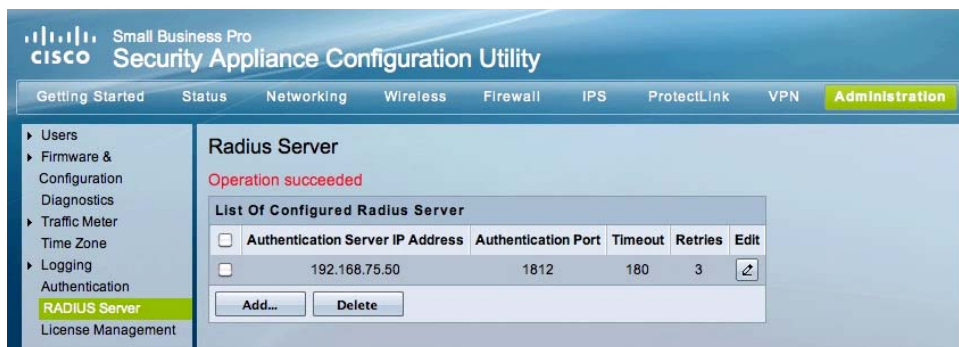 Small Business Pro
CISCO Security Appliance Configuration Utility
Getting Started Status Networking Wireless Firewall IPS ProtectLink VPN Administration
Users
Firmware &
Configuration
Diagnostics
Traffic Meter
Time Zone
Logging
Authentication
RADIUS Server
License Management
Radius Server
Operation succeeded
List Of Configured Radius Server
Authentication Server IP Address Authentication Port Timeout Retries Edit
192.168.75.50 1812 180 3
Add... Delete